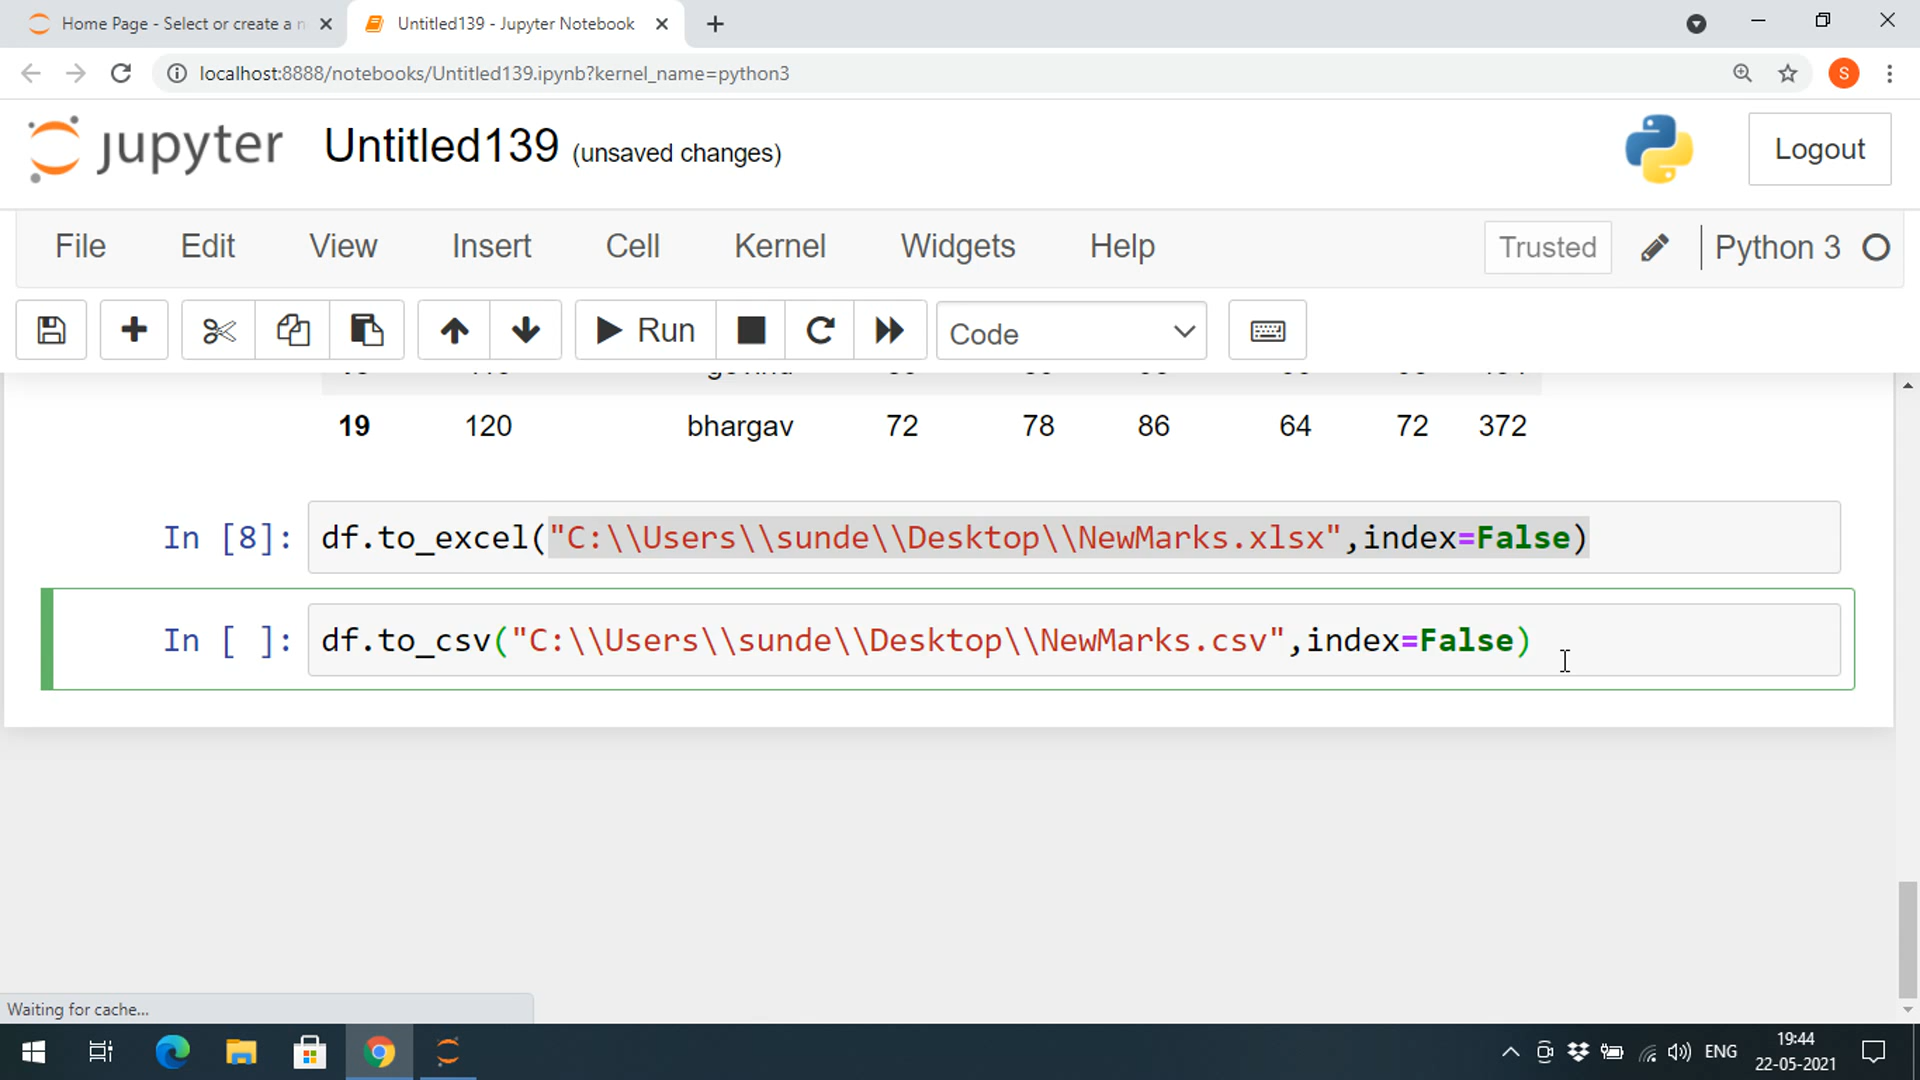 Home Page - Select or create a n
Untitled139 - Jupyter Notebook
localhost:8888/notebooks/Untitled139.ipynb?kernel_name=python3
S
jupyter Untitled139 (unsaved changes)
Logout
File Edit View Insert Cell Kernel Widgets Help
Trusted
Python 3
Run
Code
19 120 bhargav 72 78 86 64 72 372
In [8]: df.to_excel("C:\\Users\\sunde\\Desktop\\NewMarks.xlsx",index=False)
In [ ]: df.to_csv("C:\\Users\\sunde\\Desktop\\NewMarks.csv",index=False)
Waiting for cache...
ENG
19:44
22-05-2021